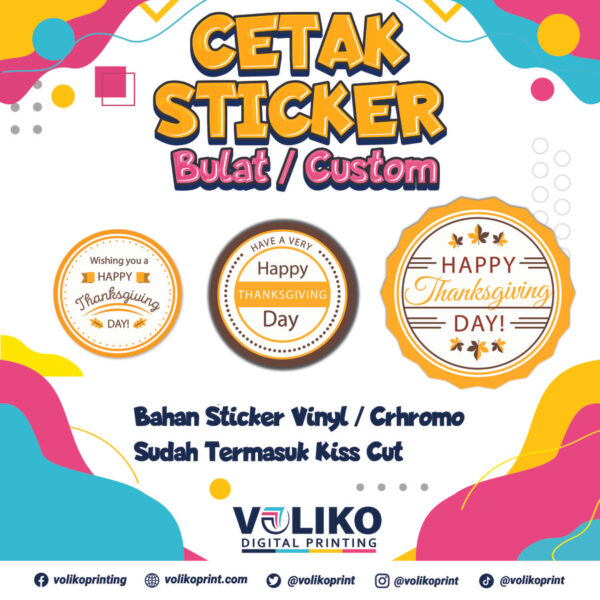 CETAK
STICKER
Bulat / Custom
Wishing you a
HAPPY
Thanksgiving
DAY!
HAVE A VERY
Happy
THANKSGIVING
Day
HAPPY
Thanksgiving
DAY!
Bahan Sticker Vinyl / Crhromo
Sudah Termasuk Kiss Cut
VOLIKO
DIGITAL PRINTING
volikoprinting volikoprint.com @volikoprint @volikoprint @volikoprint